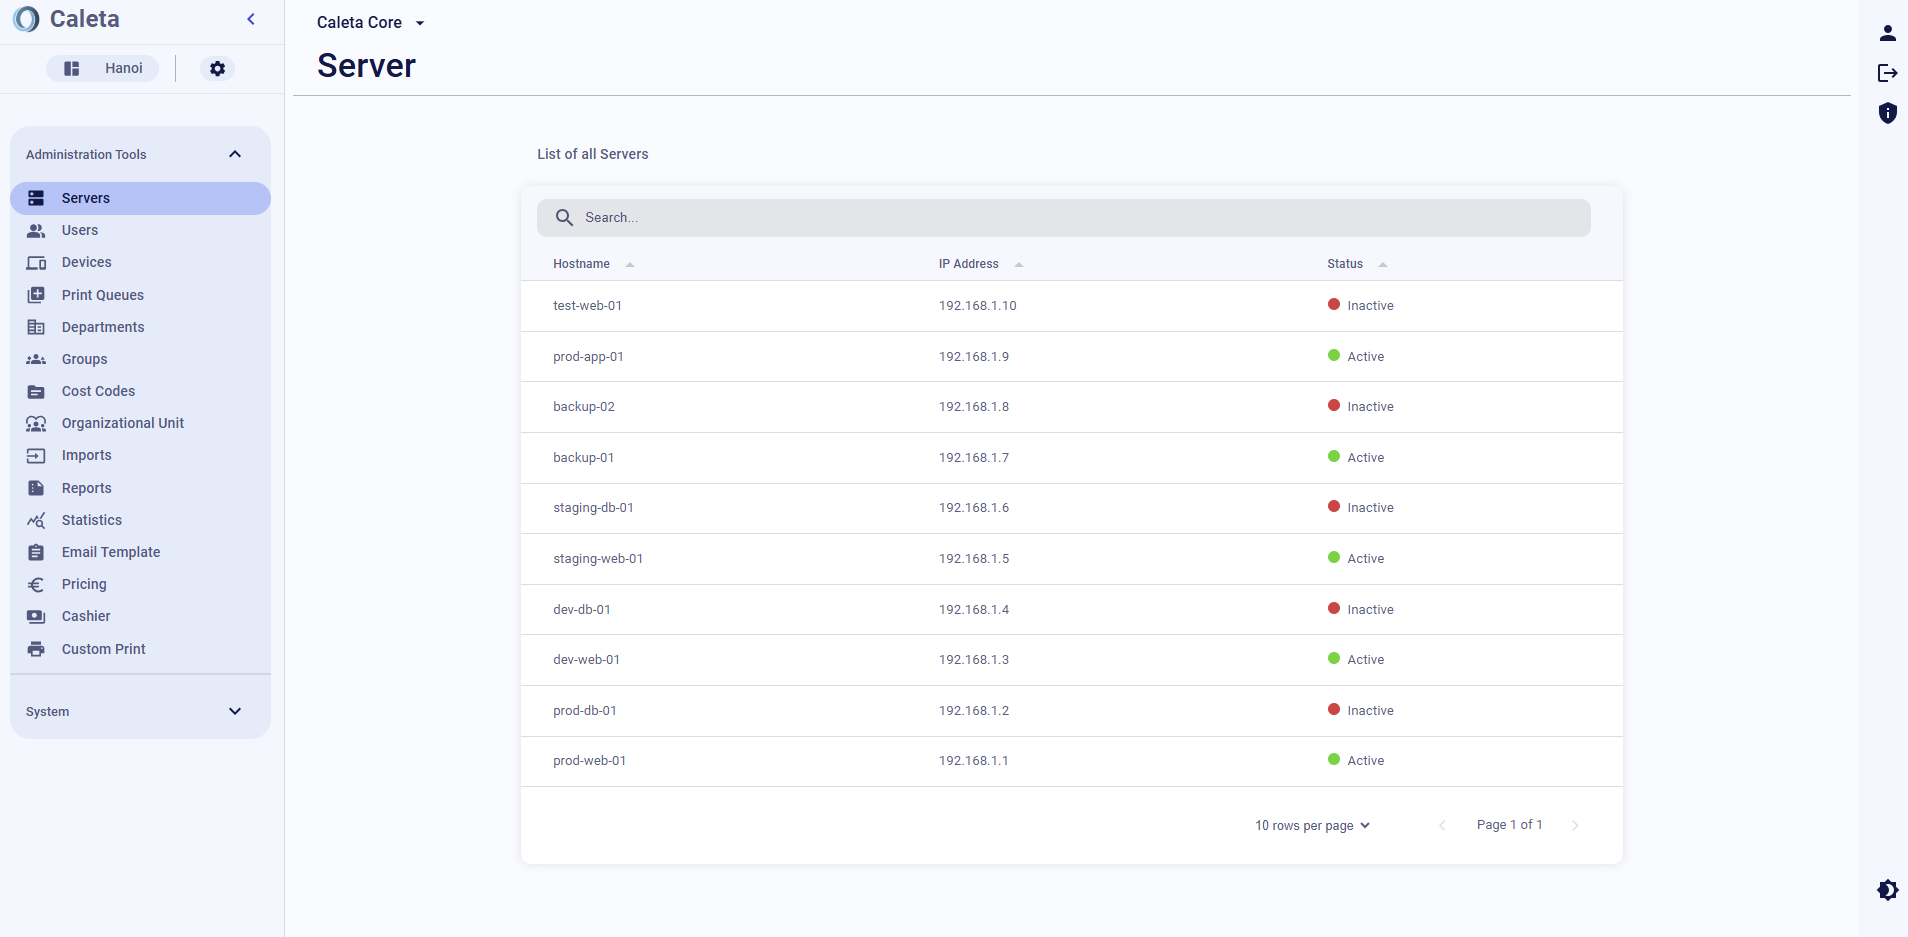 Caleta
Hanoi
Administration Tools
Servers
Users
Devices
Print Queues
Departments
Groups
Cost Codes
Organizational Unit
Imports
Reports
Statistics
Email Template
Pricing
Cashier
Custom Print
System
Caleta Core
Server
List of all Servers
Search...
Hostname IP Address Status
test-web-01 192.168.1.10 Inactive
prod-app-01 192.168.1.9 Active
backup-02 192.168.1.8 Inactive
backup-01 192.168.1.7 Active
staging-db-01 192.168.1.6 Inactive
staging-web-01 192.168.1.5 Active
dev-db-01 192.168.1.4 Inactive
dev-web-01 192.168.1.3 Active
prod-db-01 192.168.1.2 Inactive
prod-web-01 192.168.1.1 Active
10 rows per page Page 1 of 1